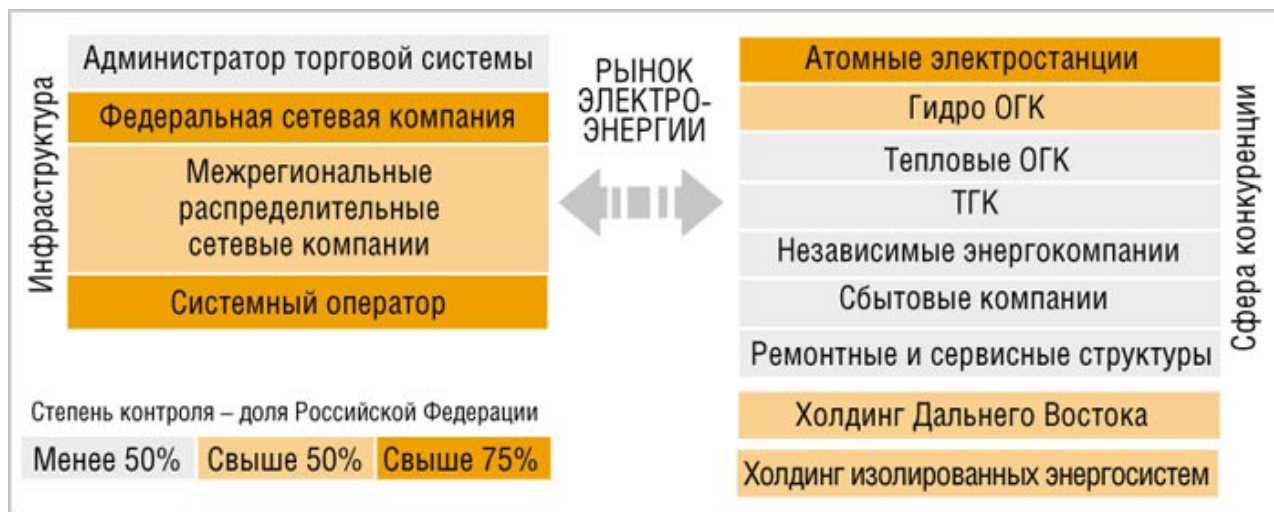 Инфраструктура
Администратор торговой системы
Федеральная сетевая компания
Межрегиональные
распределительные
сетевые компании
Системный оператор
РЫНОК
ЭЛЕКТРО-
ЭНЕРГИИ
Атомные электростанции
Гидро ОГК
Тепловые ОГК
ТГК
Независимые энергокомпании
Сбытовые компании
Ремонтные и сервисные структуры
Сфера конкуренции
Холдинг Дальнего Востока
Холдинг изолированных энергосистем
Степень контроля – доля Российской Федерации
Менее 50%
Свыше 50%
Свыше 75%